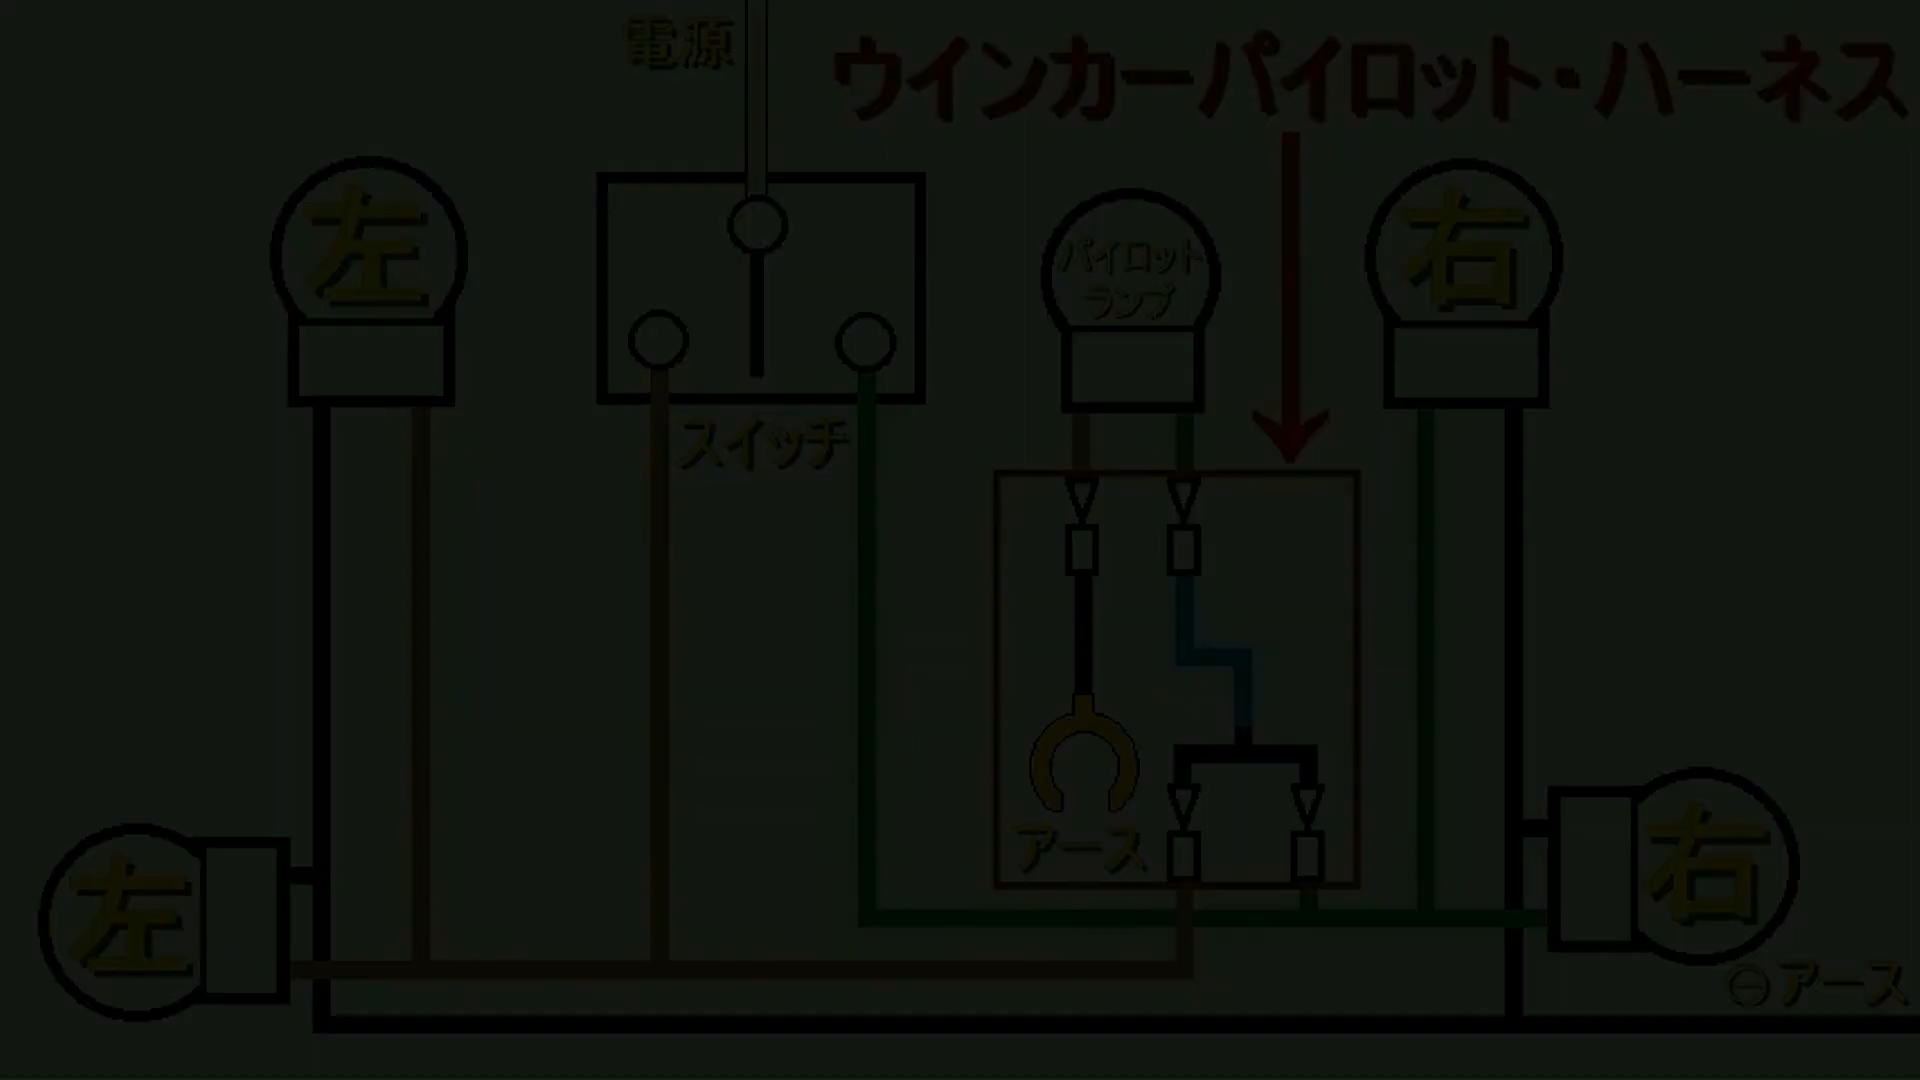 電源
ウインカーパイロット・ハーネス
左
パイロット
ランプ
右
スイッチ
アース
左
右
⊖アース